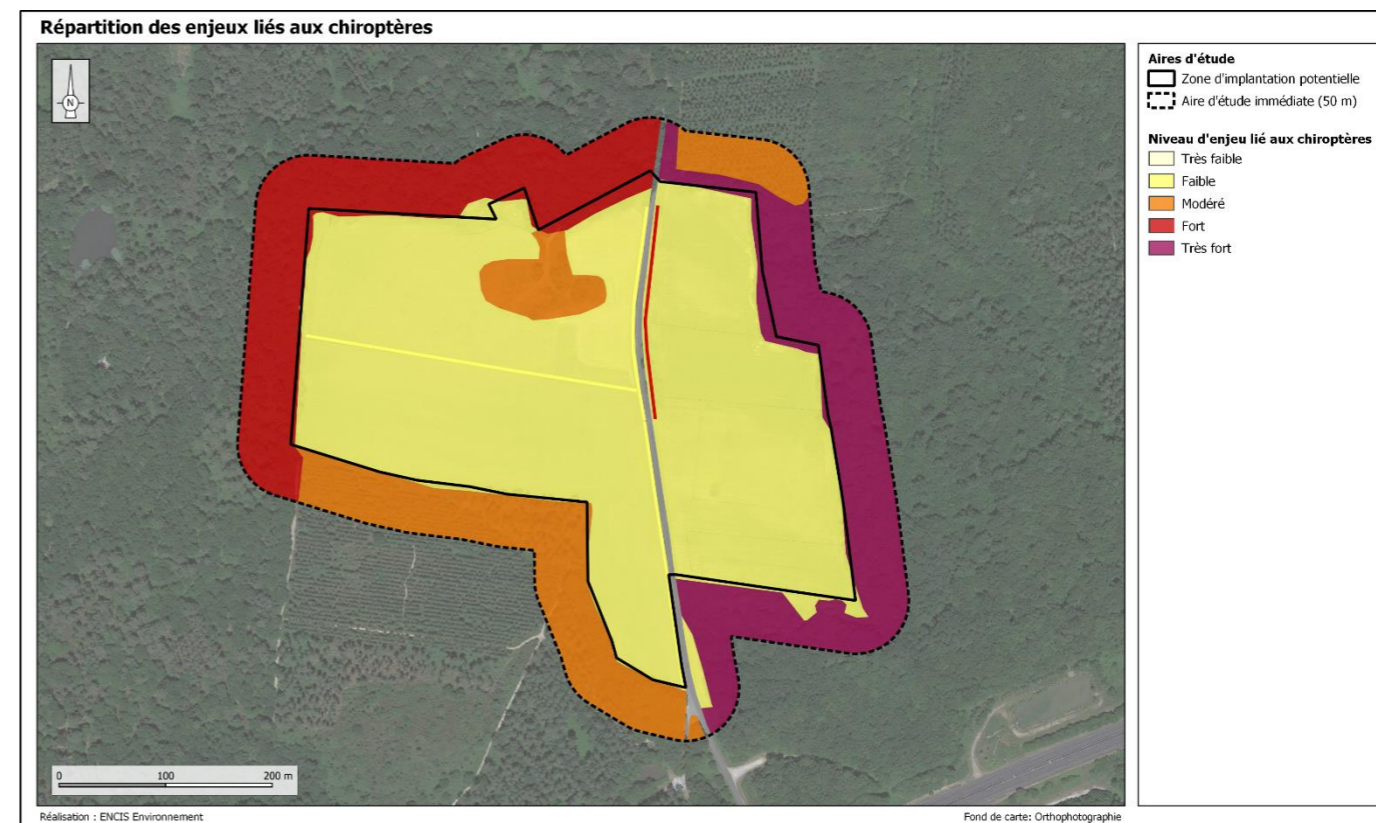 Répartition des enjeux liés aux chiroptères
N
Aires d'étude
Zone d'implantation potentielle
Aire d'étude immédiate (50 m)
Niveau d'enjeu lié aux chiroptères
Très faible
Faible
Modéré
Fort
Très fort
0 100 200 m
Réalisation : ENCIS Environnement
Fond de carte: Orthophotographie